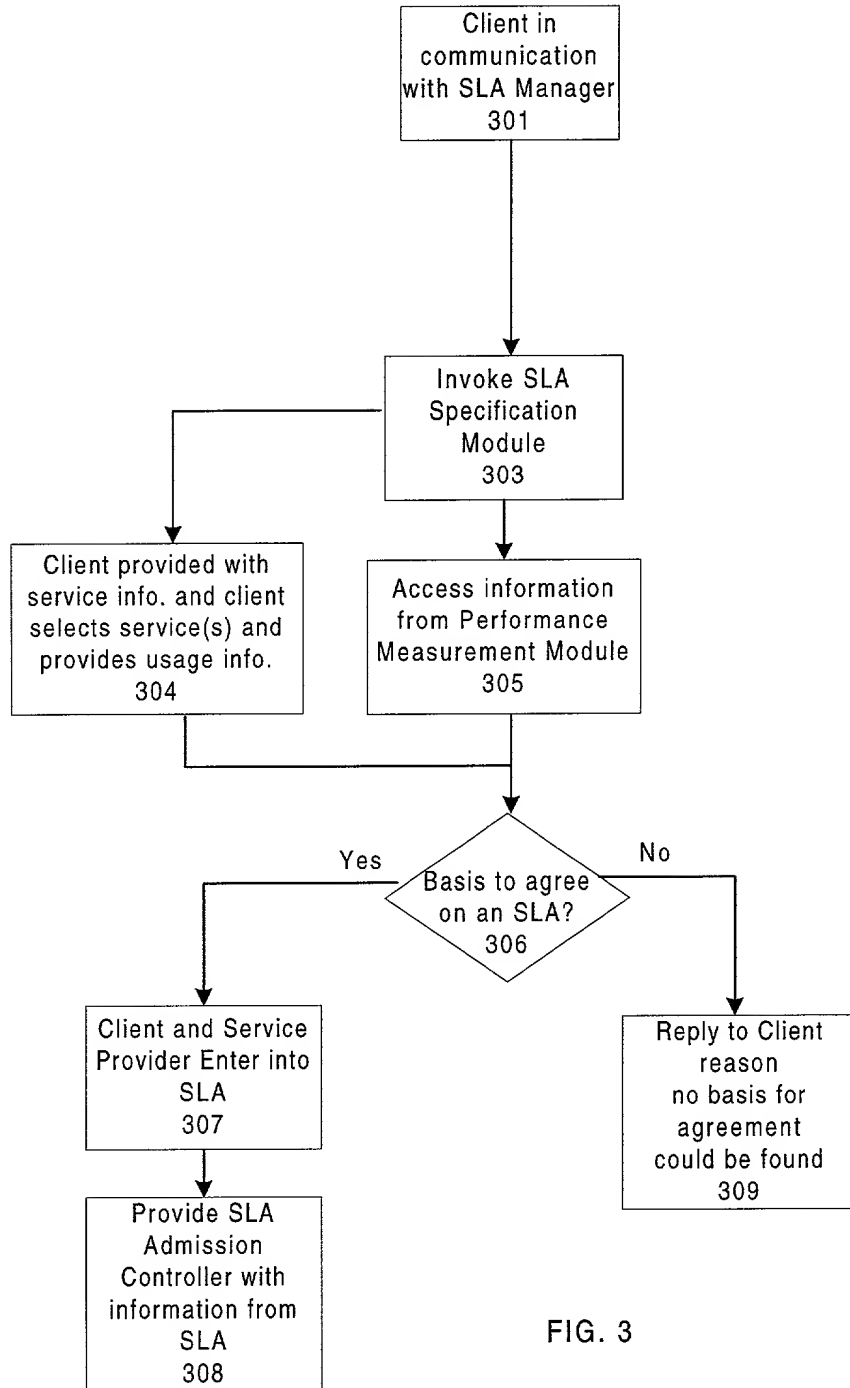 Client in
communication
with SLA Manager
301
Invoke SLA
Specification
Module
303
Client provided with
service info. and client
selects service(s) and
provides usage info.
304
Access information
from Performance
Measurement Module
305
Basis to agree
on an SLA?
306
Yes
No
Client and Service
Provider Enter into
SLA
307
Reply to Client
reason
no basis for
agreement
could be found
309
Provide SLA
Admission
Controller with
information from
SLA
308
FIG. 3